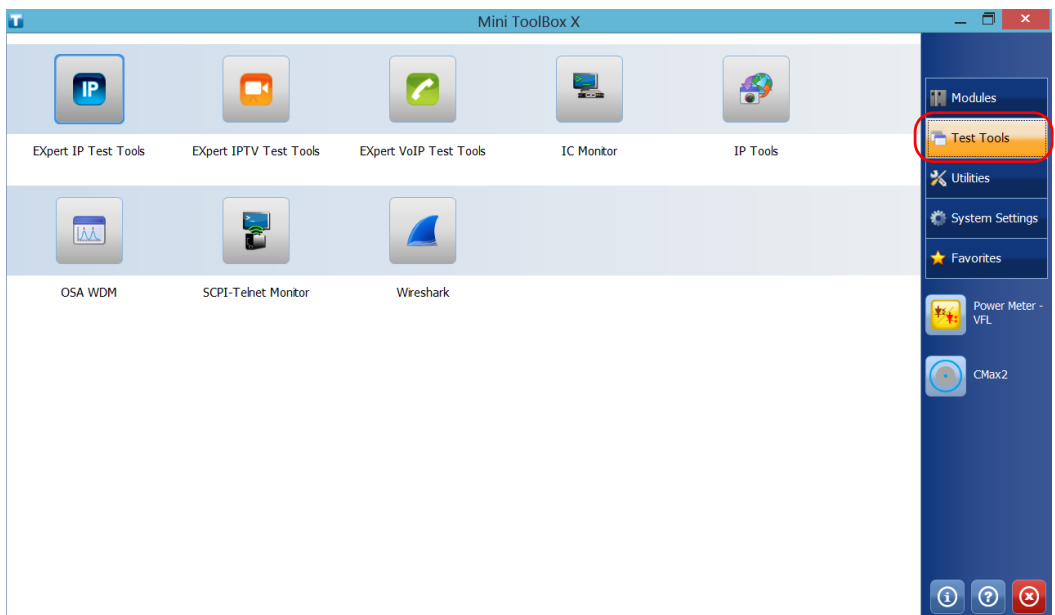 Mini ToolBox X
IP
EXpert IP Test Tools
EXpert IPTV Test Tools
EXpert VoIP Test Tools
IC Monitor
IP Tools
OSA WDM
SCPI-Telnet Monitor
Wireshark
Modules
Test Tools
Utilities
System Settings
Favorites
Power Meter -
VFL
CMax2